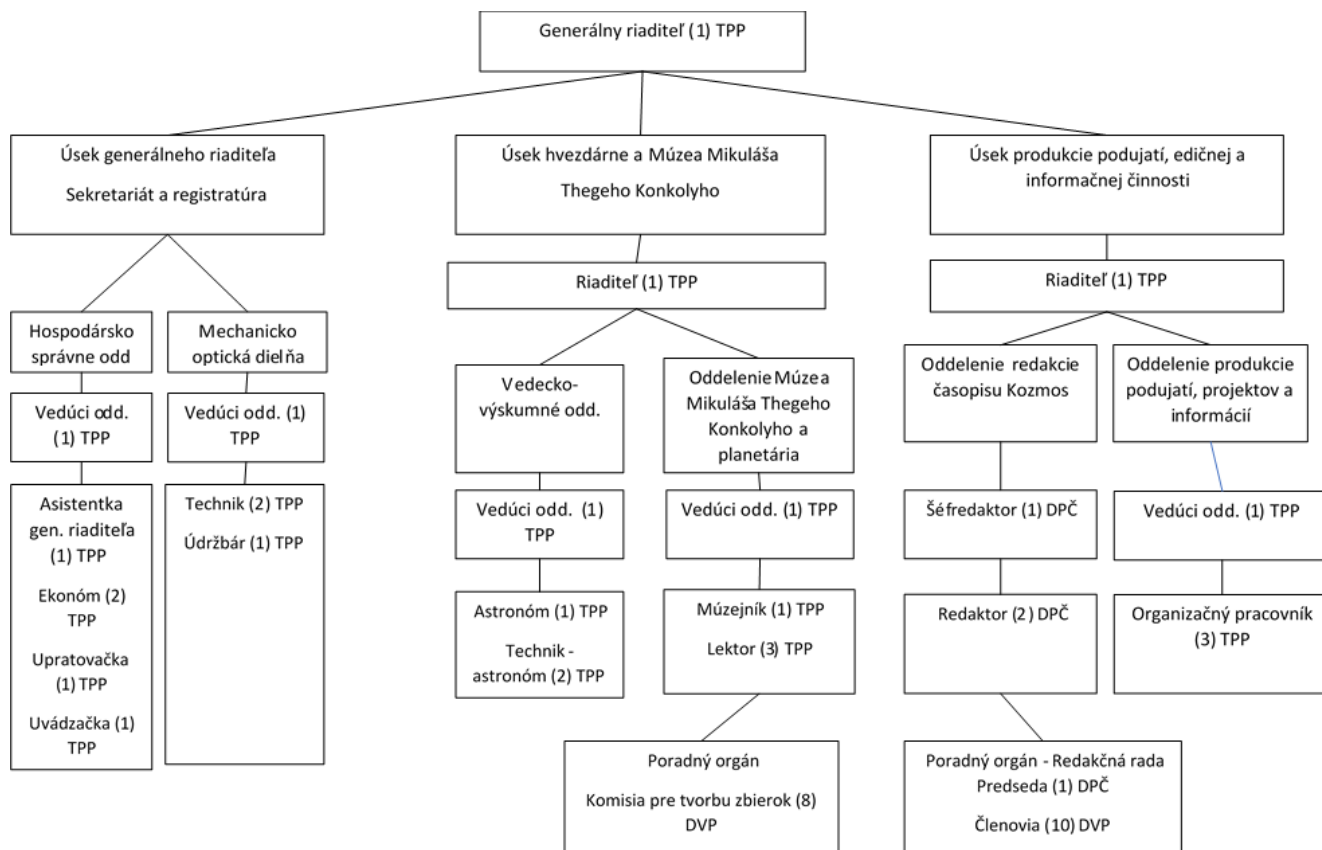 Generálny riaditeľ (1) TPP
Úsek generálneho riaditeľa
Sekretariát a registratúra
Úsek hvezdárne a Múzea Mikuláša
Thegeho Konkolyho
Úsek produkcie podujatí, edičnej a
informačnej činnosti
Riaditeľ (1) TPP
Riaditeľ (1) TPP
Hospodársko
správne odd
Mechanicko
optická dielňa
Vedecko-
výskumné odd.
Oddelenie Múzea
Mikuláša Thegeho
Konkolyho a
planetária
Oddelenie redakcie
časopisu Kozmos
Oddelenie produkcie
podujatí, projektov a
informácií
Vedúci odd.
(1) TPP
Vedúci odd. (1)
TPP
Vedúci odd. (1)
TPP
Vedúci odd. (1) TPP
Šéfredaktor (1) DPČ
Vedúci odd. (1) TPP
Asistentka
gen. riaditeľa
(1) TPP
Ekonóm (2)
TPP
Upratovačka
(1) TPP
Uvádzačka (1)
TPP
Technik (2) TPP
Údržbár (1) TPP
Astronóm (1) TPP
Technik -
astronóm (2) TPP
Múzejník (1) TPP
Lektor (3) TPP
Redaktor (2) DPČ
Organizačný pracovník
(3) TPP
Poradný orgán
Komisia pre tvorbu zbierok (8)
DVP
Poradný orgán - Redakčná rada
Predseda (1) DPČ
Členovia (10) DVP